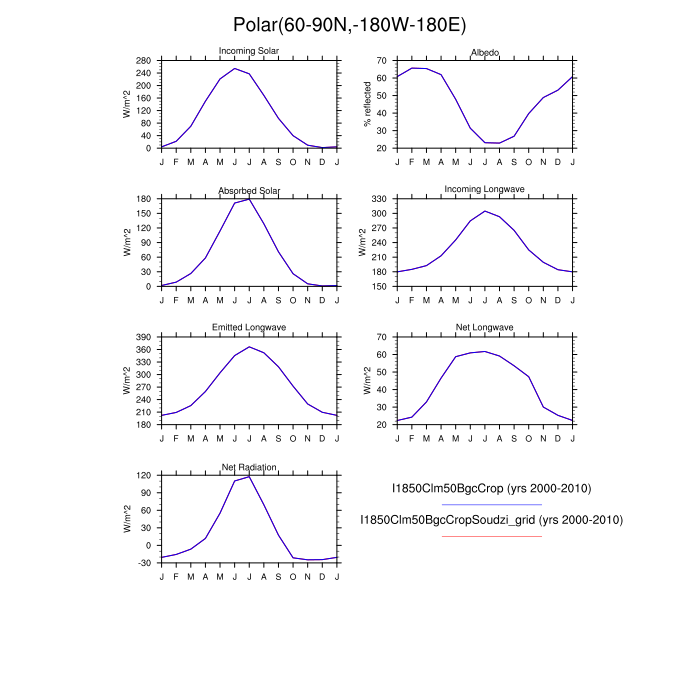 Polar(60-90N,-180W-180E)
Incoming Solar
W/m^2
280
240
200
160
120
80
40
0
J F M A M J J A S O N D J
Albedo
% reflected
70
60
50
40
30
20
J F M A M J J A S O N D J
Absorbed Solar
W/m^2
180
150
120
90
60
30
0
J F M A M J J A S O N D J
Incoming Longwave
W/m^2
330
300
270
240
210
180
150
J F M A M J J A S O N D J
Emitted Longwave
W/m^2
390
360
330
300
270
240
210
180
J F M A M J J A S O N D J
Net Longwave
W/m^2
70
60
50
40
30
20
J F M A M J J A S O N D J
Net Radiation
W/m^2
120
90
60
30
0
-30
J F M A M J J A S O N D J
I1850Clm50BgcCrop (yrs 2000-2010)
I1850Clm50BgcCropSoudzi_grid (yrs 2000-2010)